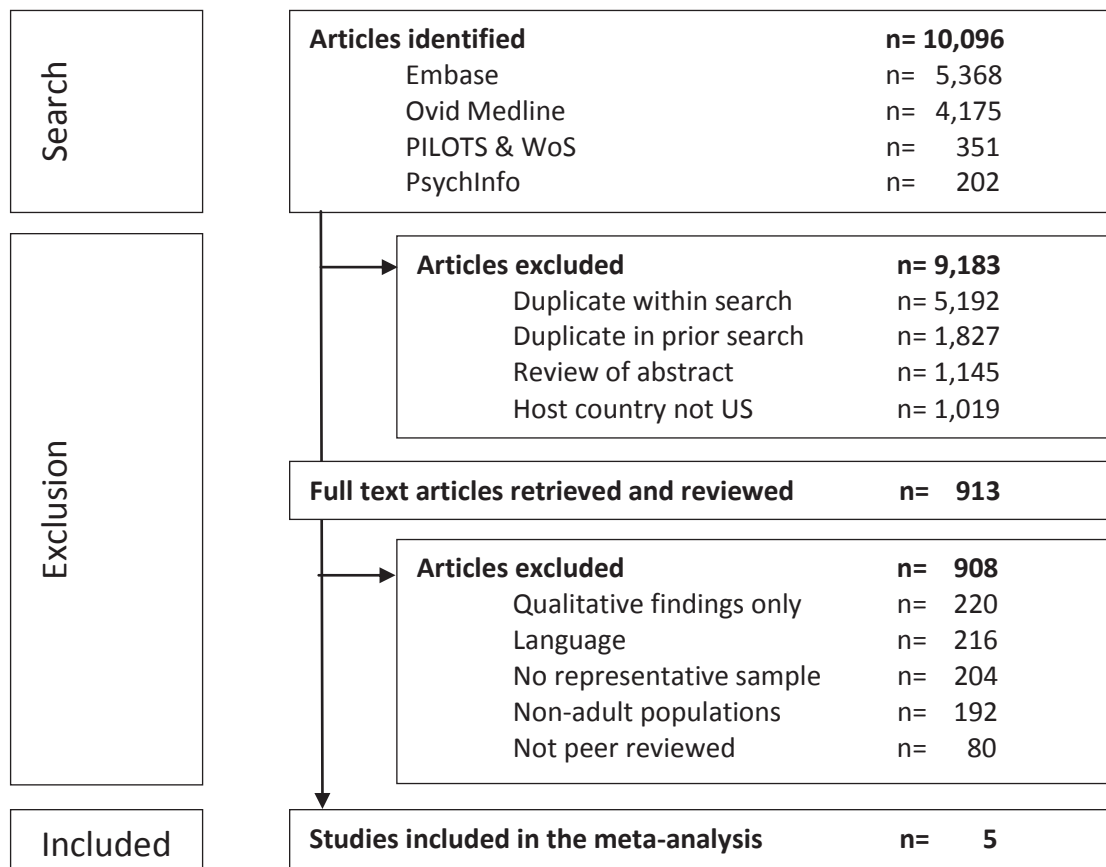 Search
Articles identified n= 10,096
Embase n= 5,368
Ovid Medline n= 4,175
PILOTS & WoS n= 351
PsychInfo n= 202
Exclusion
Articles excluded n= 9,183
Duplicate within search n= 5,192
Duplicate in prior search n= 1,827
Review of abstract n= 1,145
Host country not US n= 1,019
Full text articles retrieved and reviewed n= 913
Articles excluded n= 908
Qualitative findings only n= 220
Language n= 216
No representative sample n= 204
Non-adult populations n= 192
Not peer reviewed n= 80
Included
Studies included in the meta-analysis n= 5